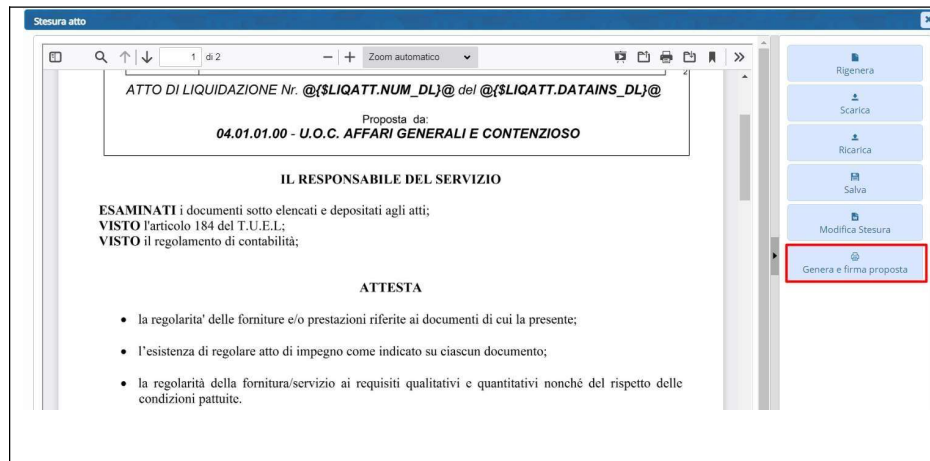 Stesura atto
1 di 2
Zoom automatico
2
ATTO DI LIQUIDAZIONE Nr. @{$LIQATT.NUM_DL}@ del @{$LIQATT.DATAINS_DL}@
Proposta da:
04.01.01.00 - U.O.C. AFFARI GENERALI E CONTENZIOSO
IL RESPONSABILE DEL SERVIZIO
ESAMINATI i documenti sotto elencati e depositati agli atti;
VISTO l'articolo 184 del T.U.E.L;
VISTO il regolamento di contabilità;
ATTESTA
• la regolarita' delle forniture e/o prestazioni riferite ai documenti di cui la presente;
• l’esistenza di regolare atto di impegno come indicato su ciascun documento;
• la regolarità della fornitura/servizio ai requisiti qualitativi e quantitativi nonché del rispetto delle
condizioni pattuite.
Rigenera
Scarica
Ricarica
Salva
Modifica Stesura
Genera e firma proposta